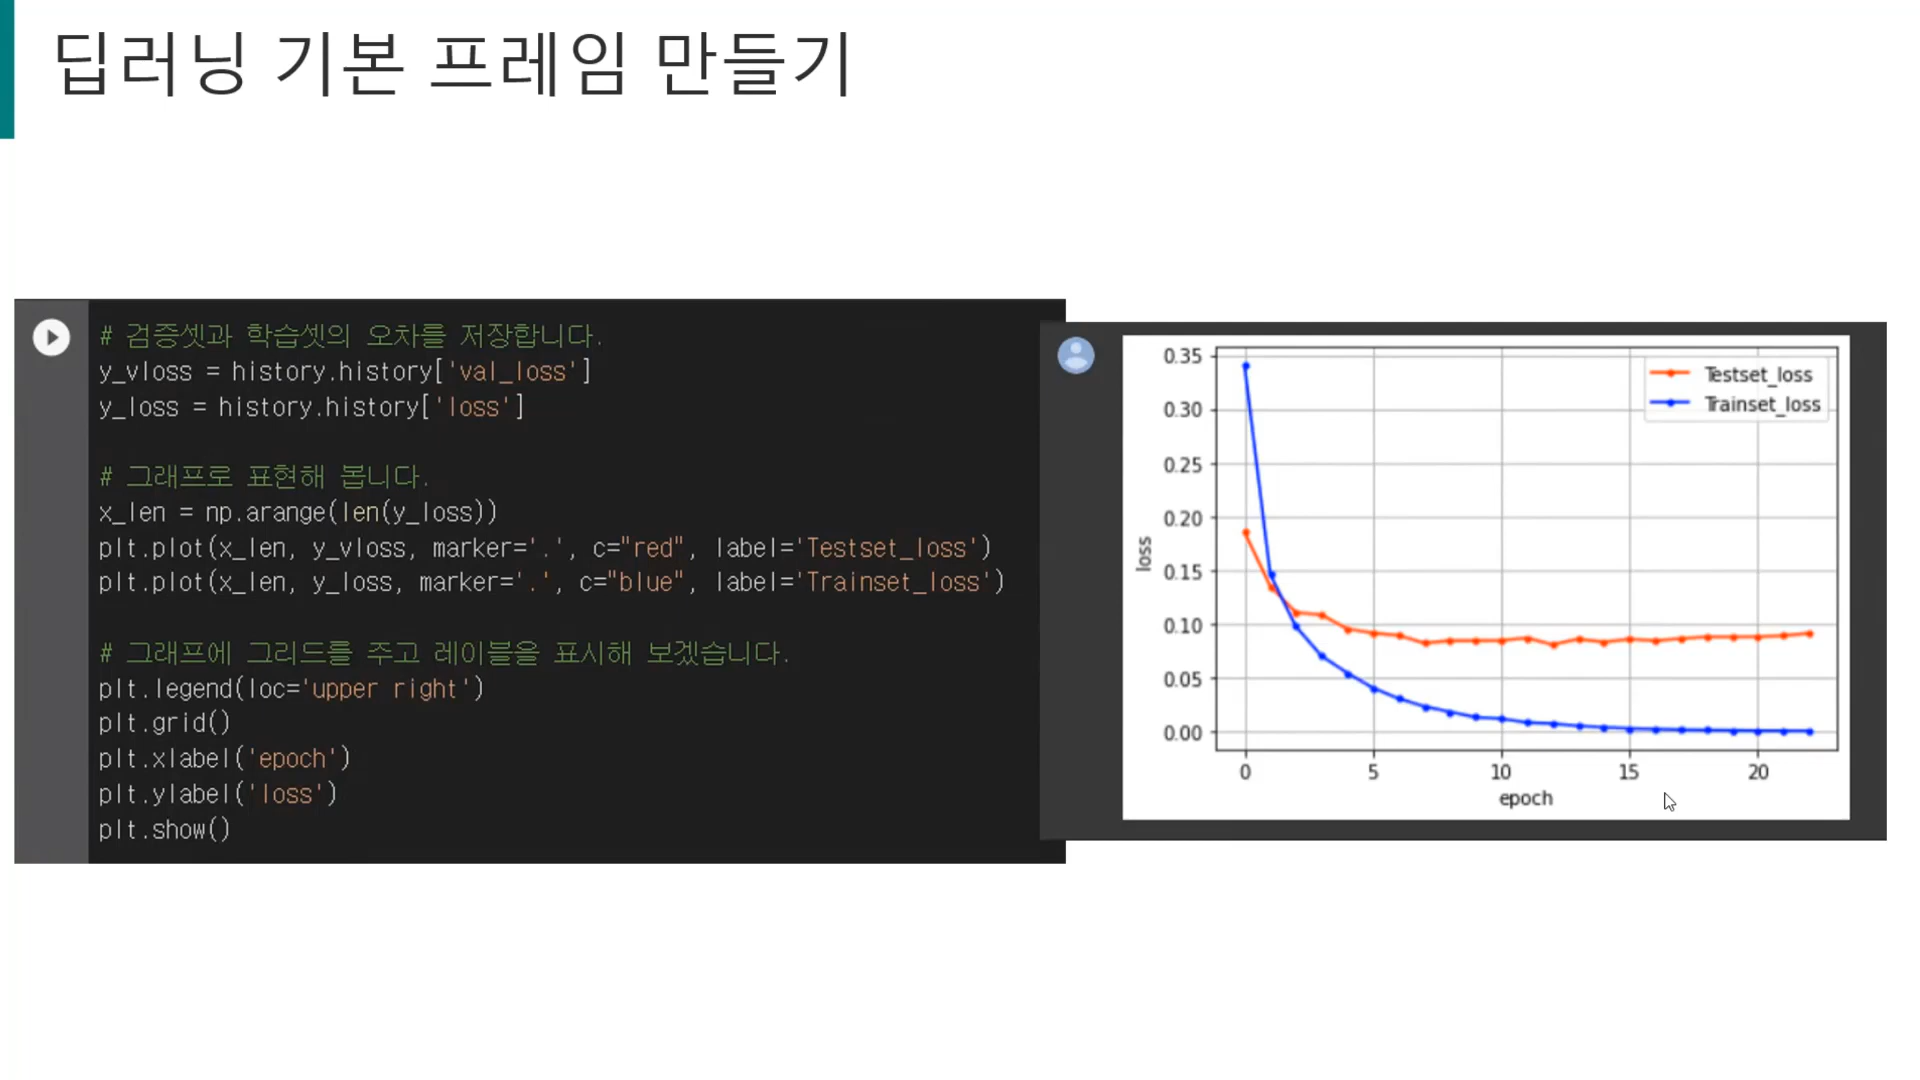 딥러닝 기본 프레임 만들기
# 검증셋과 학습셋의 오차를 저장합니다.
y_vloss = history.history['val_loss']
y_loss = history.history['loss']
# 그래프로 표현해 봅니다.
x_len = np.arange(len(y_loss))
plt.plot(x_len, y_vloss, marker='.', c="red", label='Testset_loss')
plt.plot(x_len, y_loss, marker='.', c="blue", label='Trainset_loss')
# 그래프에 그리드를 주고 레이블을 표시해 보겠습니다.
plt.legend(loc='upper right')
plt.grid()
plt.xlabel('epoch')
plt.ylabel('loss')
plt.show()
Testset_loss
Trainset_loss
0.35
0.30
0.25
0.20
0.15
0.10
0.05
0.00
loss
0 5 10 15 20
epoch